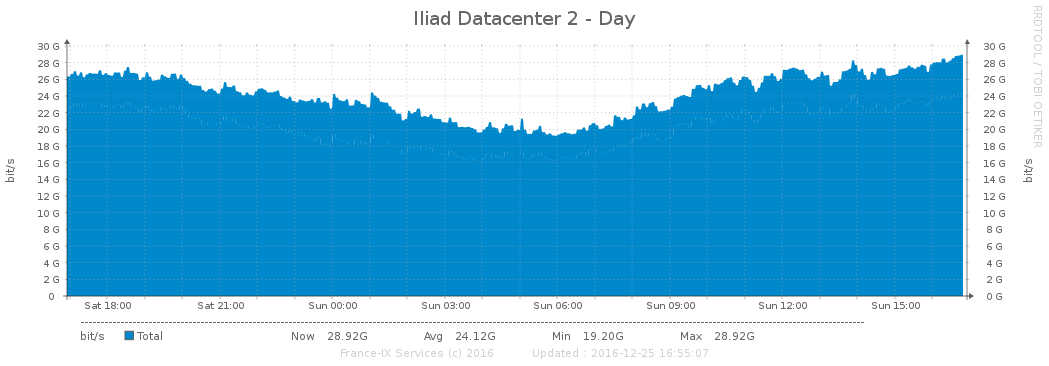 Iliad Datacenter 2 - Day
RRDTOOL / TOBI OETIKER
bit/s
bit/s
30 G 30 G
28 G 28 G
26 G 26 G
24 G 24 G
22 G 22 G
20 G 20 G
18 G 18 G
16 G 16 G
14 G 14 G
12 G 12 G
10 G 10 G
8 G 8 G
6 G 6 G
4 G 4 G
2 G 2 G
0 0 G
Sat 18:00 Sat 21:00 Sun 00:00 Sun 03:00 Sun 06:00 Sun 09:00 Sun 12:00 Sun 15:00
bit/s Total Now 28.92G Avg 24.12G Min 19.20G Max 28.92G
France-IX Services (c) 2016 Updated : 2016-12-25 16:55:07